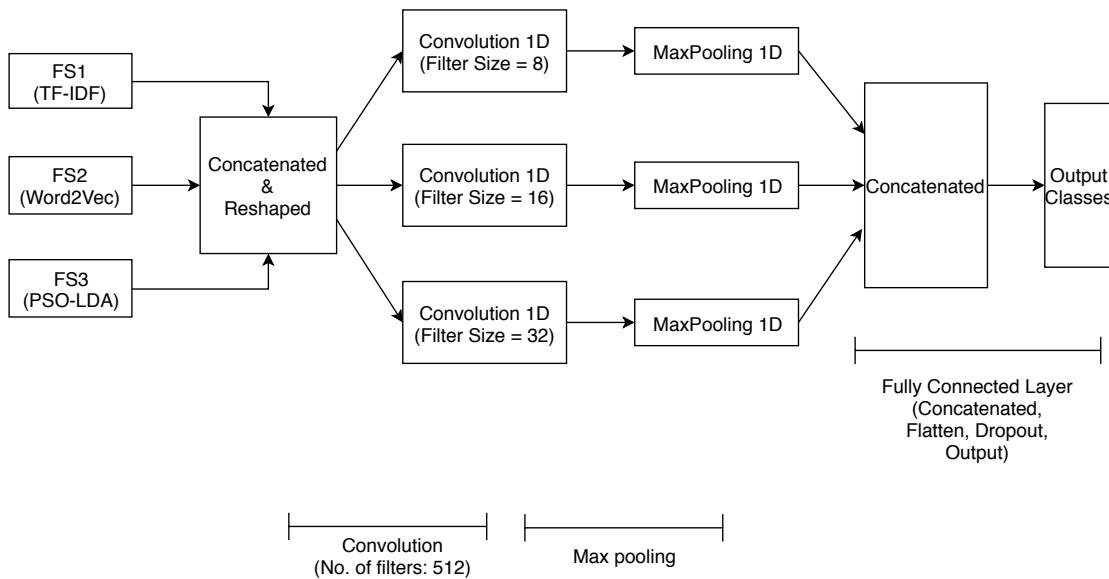 FS1
(TF-IDF)
FS2
(Word2Vec)
FS3
(PSO-LDA)
Concatenated
&
Reshaped
Convolution 1D
(Filter Size = 8)
Convolution 1D
(Filter Size = 16)
Convolution 1D
(Filter Size = 32)
MaxPooling 1D
MaxPooling 1D
MaxPooling 1D
Concatenated
Output
Classes
Fully Connected Layer
(Concatenated,
Flatten, Dropout,
Output)
Convolution
(No. of filters: 512)
Max pooling